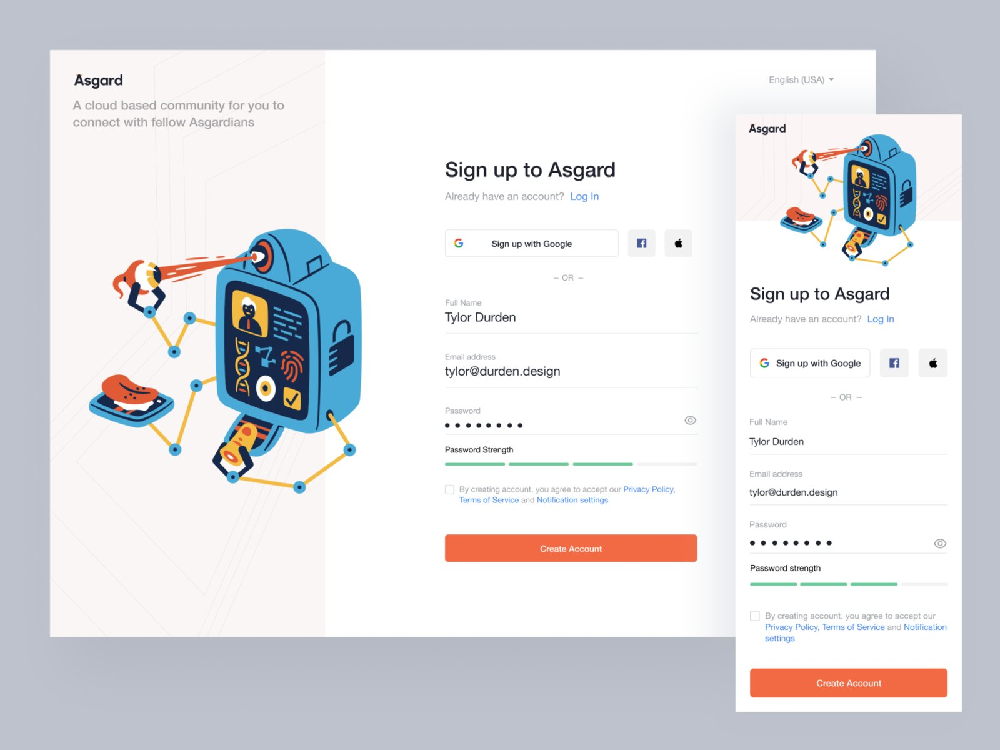 Asgard
A cloud based community for you to
connect with fellow Asgardians
English (USA)
Sign up to Asgard
Already have an account? Log In
Sign up with Google
– OR –
Full Name
Tylor Durden
Email address
tylor@durden.design
Password
Password Strength
By creating account, you agree to accept our Privacy Policy,
Terms of Service and Notification settings
Create Account
Asgard
Sign up to Asgard
Already have an account? Log In
Sign up with Google
– OR –
Full Name
Tylor Durden
Email address
tylor@durden.design
Password
Password strength
By creating account, you agree to accept our
Privacy Policy, Terms of Service and Notification
settings
Create Account